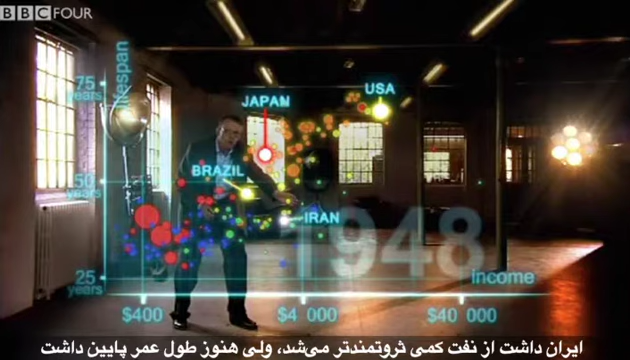 BBC FOUR
lifespan
75
years
USA
JAPAN
50
years
BRAZIL
IRAN
1948
25
years
income
$400
$4 000
$40 000
ایران داشت از نفت کمی ثروتمندتر می‌شد، ولی هنوز طول عمر پایین داشت